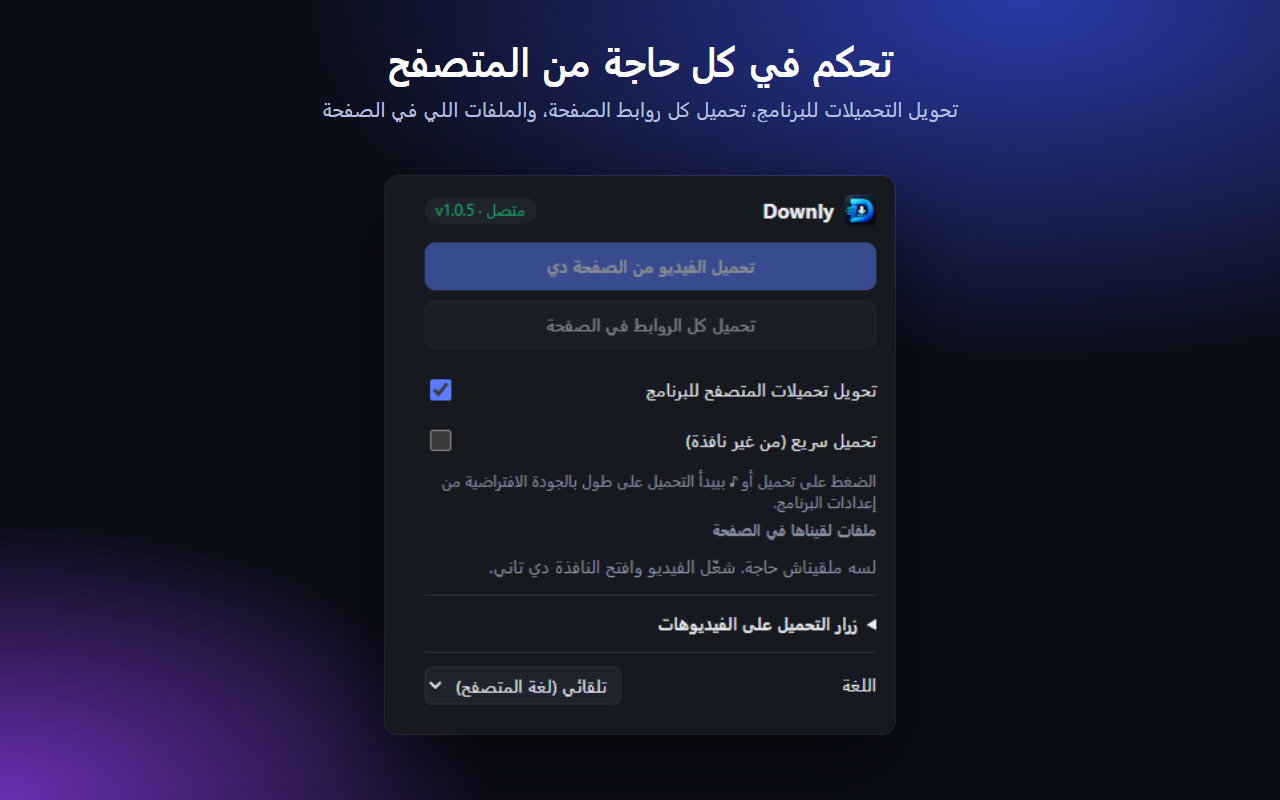 تحكم في كل حاجة من المتصفح
تحويل التحميلات للبرنامج، تحميل كل روابط الصفحة، والملفات اللي في الصفحة
Downly
متصل · v1.0.5
تحميل الفيديو من الصفحة دي
تحميل كل الروابط في الصفحة
تحويل تحميلات المتصفح للبرنامج
تحميل سريع (من غير نافذة)
الضغط على تحميل أو ♪ بيبدأ التحميل على طول بالجودة الافتراضية من
إعدادات البرنامج.
ملفات لقيناها في الصفحة
لسه ملقيناش حاجة. شغّل الفيديو وافتح النافذة دي تاني.
زرار التحميل على الفيديوهات
اللغة
تلقائي (لغة المتصفح)